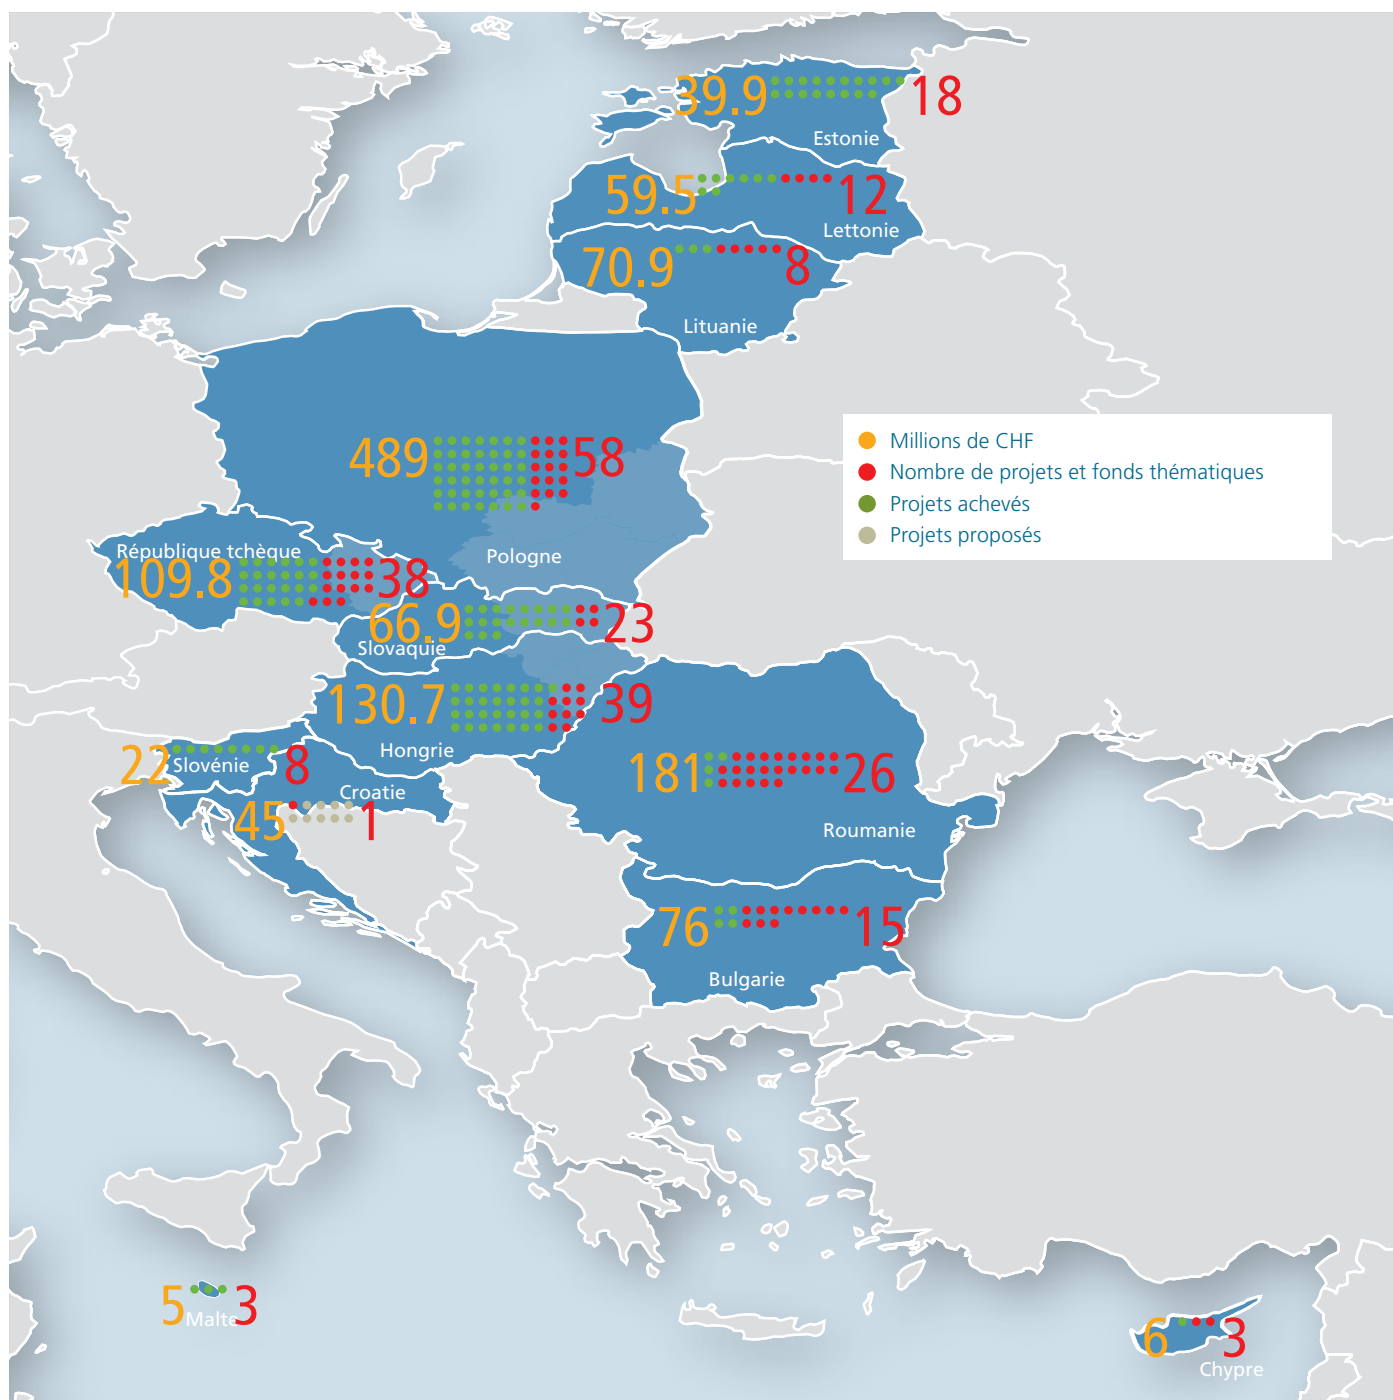 39.9 18
Estonie
59.5 12
Lettonie
70.9 8
Lituanie
489 58
Pologne
Millions de CHF
Nombre de projets et fonds thématiques
Projets achevés
Projets proposés
République tchèque
109.8 38
66.9 23
Slovaquie
130.7 39
Hongrie
22 8
Slovénie
Croatie
45 1
181 26
Roumanie
76 15
Bulgarie
5 3
Malte
6 3
Chypre